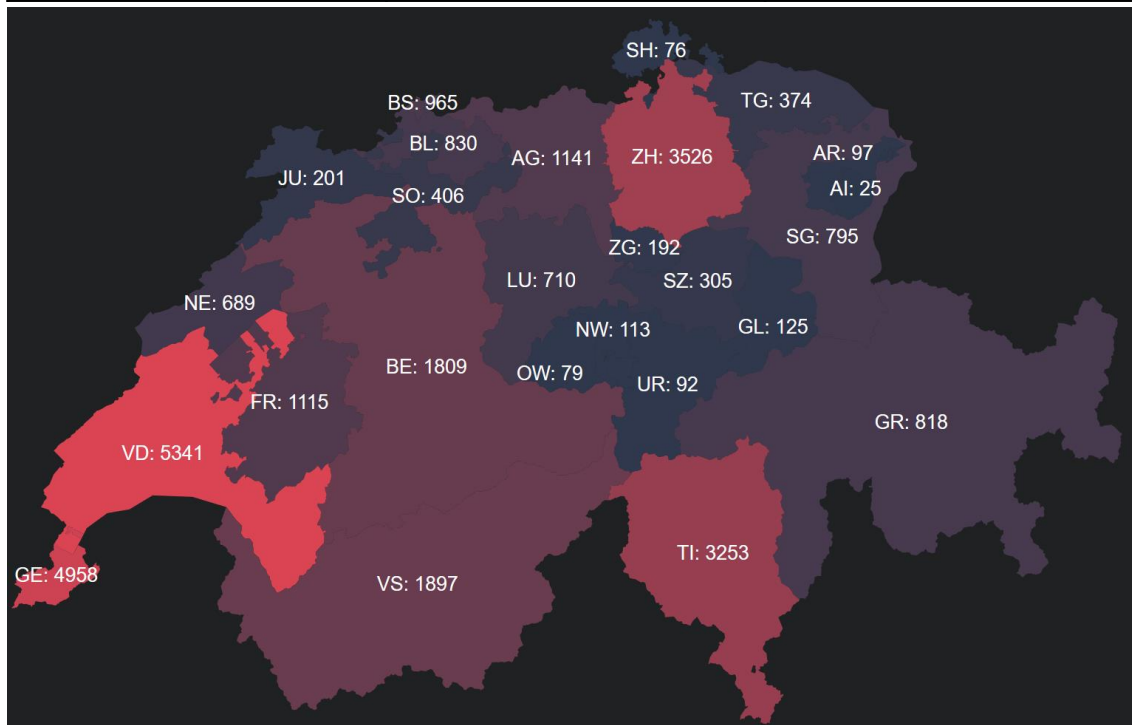 SH: 76
BS: 965
TG: 374
BL: 830
AG: 1141
ZH: 3526
AR: 97
JU: 201
SO: 406
AI: 25
ZG: 192
SG: 795
LU: 710
SZ: 305
NE: 689
NW: 113
GL: 125
BE: 1809
OW: 79
UR: 92
FR: 1115
GR: 818
VD: 5341
TI: 3253
GE: 4958
VS: 1897